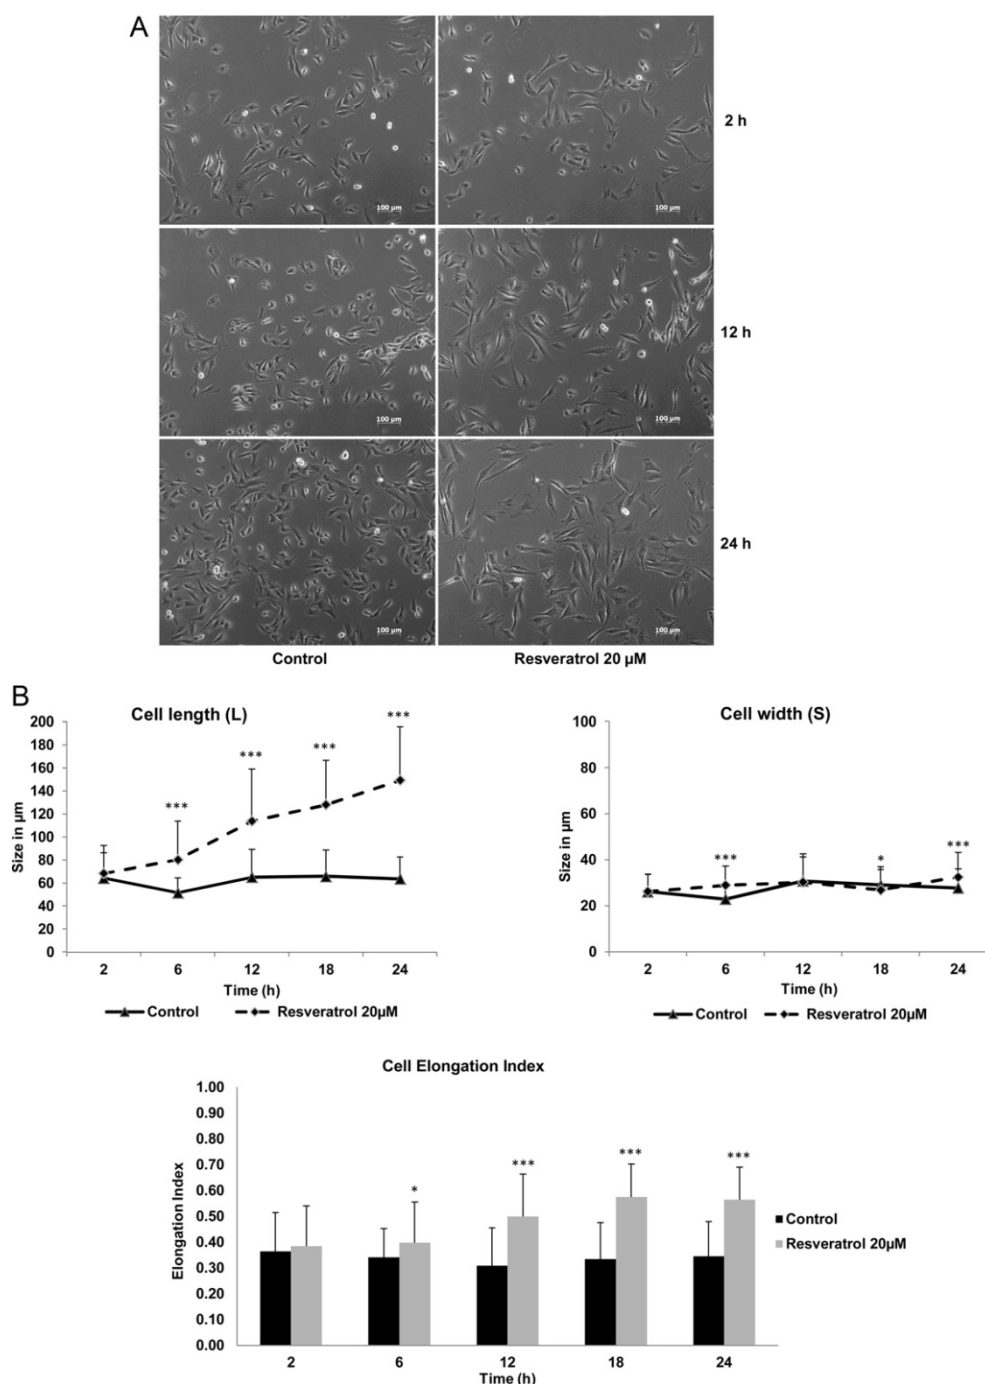 A
100 µm
100 µm
2 h
100 µm
100 µm
12 h
100 µm
100 µm
24 h
Control
Resveratrol 20 µM
B
Cell length (L)
200
180
160
140
120
100
80
60
40
20
0
Size in µm
***
***
***
***
2
6
12
18
24
Time (h)
Control
Resveratrol 20µM
Cell width (S)
100
80
60
40
20
0
Size in µm
***
*
***
2
6
12
18
24
Time (h)
Control
Resveratrol 20µM
Cell Elongation Index
1.00
0.90
0.80
0.70
0.60
0.50
0.40
0.30
0.20
0.10
0.00
Elongation Index
*
***
***
***
2
6
12
18
24
Time (h)
Control
Resveratrol 20µM